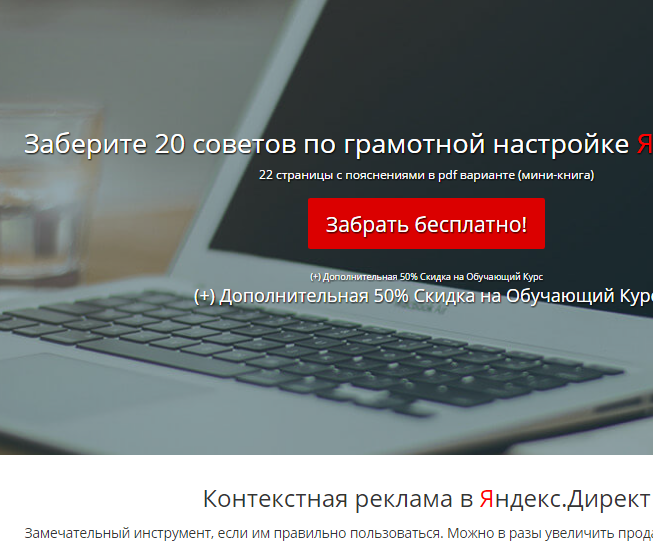 Заберите 20 советов по грамотной настройке Я
22 страницы с пояснениями в pdf варианте (мини-книга)
Забрать бесплатно!
(+) Дополнительная 50% Скидка на Обучающий Курс
(+) Дополнительная 50% Скидка на Обучающий Курс
Контекстная реклама в Яндекс.Директ
Замечательный инструмент, если им правильно пользоваться. Можно в разы увеличить прода